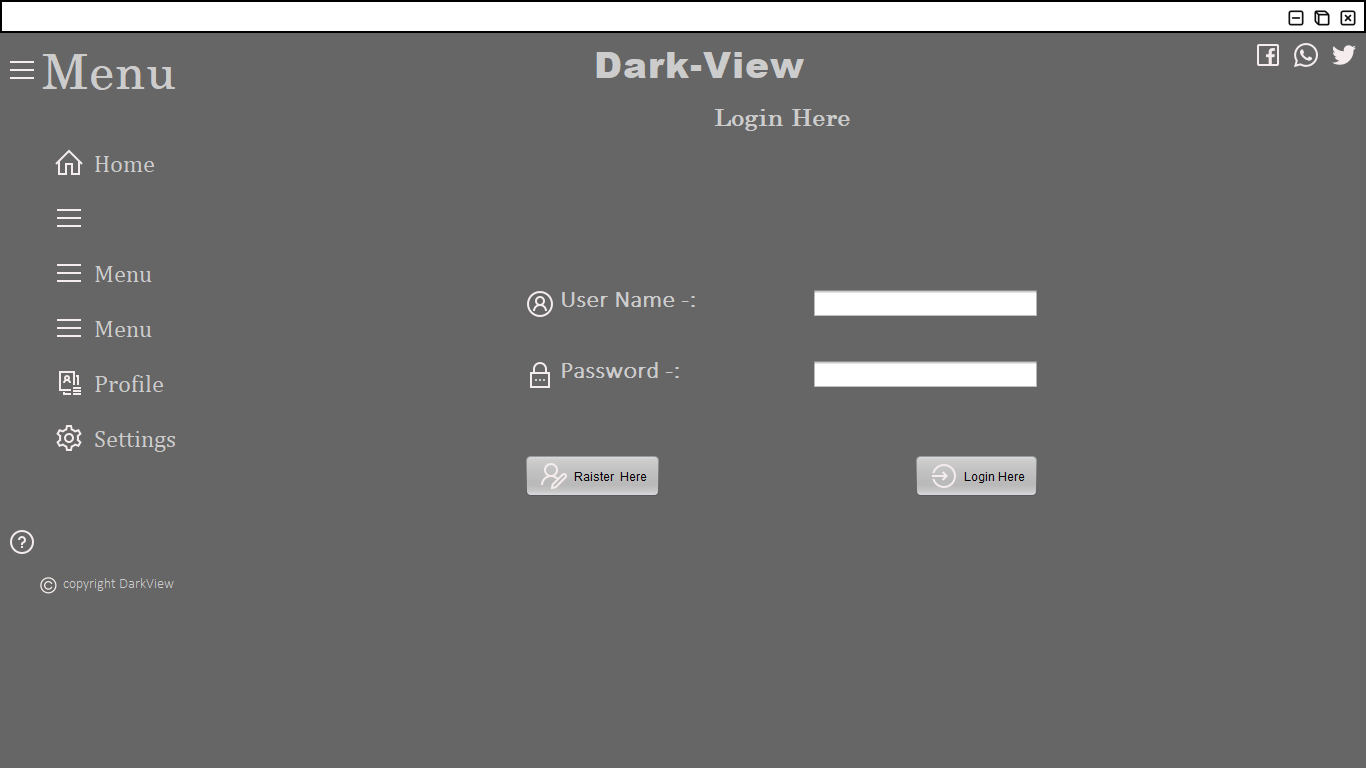 Menu
Dark-View
Login Here
Home
Menu
Menu
Profile
Settings
User Name -:
Password -:
Raister Here
Login Here
© copyright DarkView